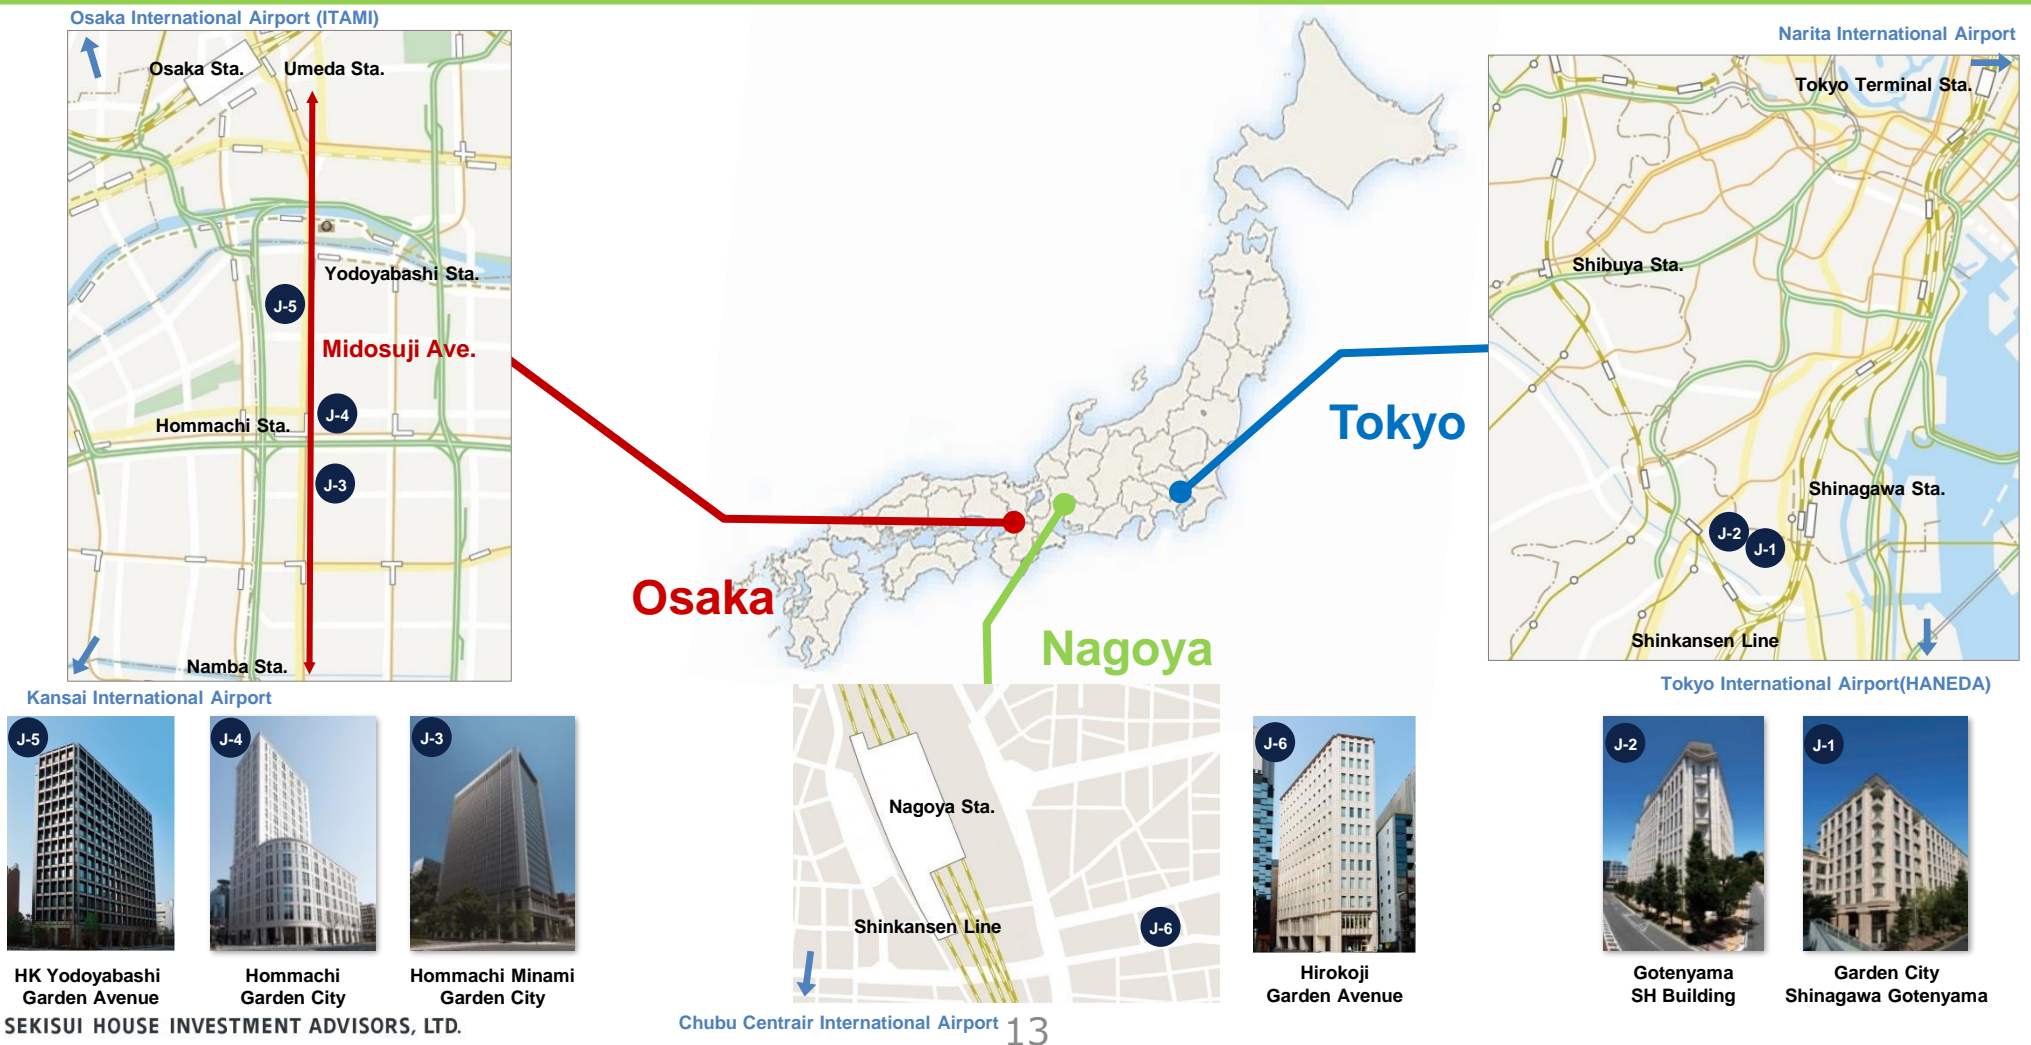 Osaka International Airport (ITAMI)
Osaka Sta.
Umeda Sta.
Yodoyabashi Sta.
J-5
Midosuji Ave.
J-4
Hommachi Sta.
J-3
Namba Sta.
Kansai International Airport
Osaka
Nagoya
Tokyo
Narita International Airport
Tokyo Terminal Sta.
Shibuya Sta.
Shinagawa Sta.
J-2
J-1
Shinkansen Line
Tokyo International Airport(HANEDA)
J-5
HK Yodoyabashi
Garden Avenue
J-4
Hommachi
Garden City
J-3
Hommachi Minami
Garden City
Nagoya Sta.
Shinkansen Line
J-6
Chubu Centrair International Airport
J-6
Hirokoji
Garden Avenue
J-2
Gotenyama
SH Building
J-1
Garden City
Shinagawa Gotenyama
SEKISUI HOUSE INVESTMENT ADVISORS, LTD.
13